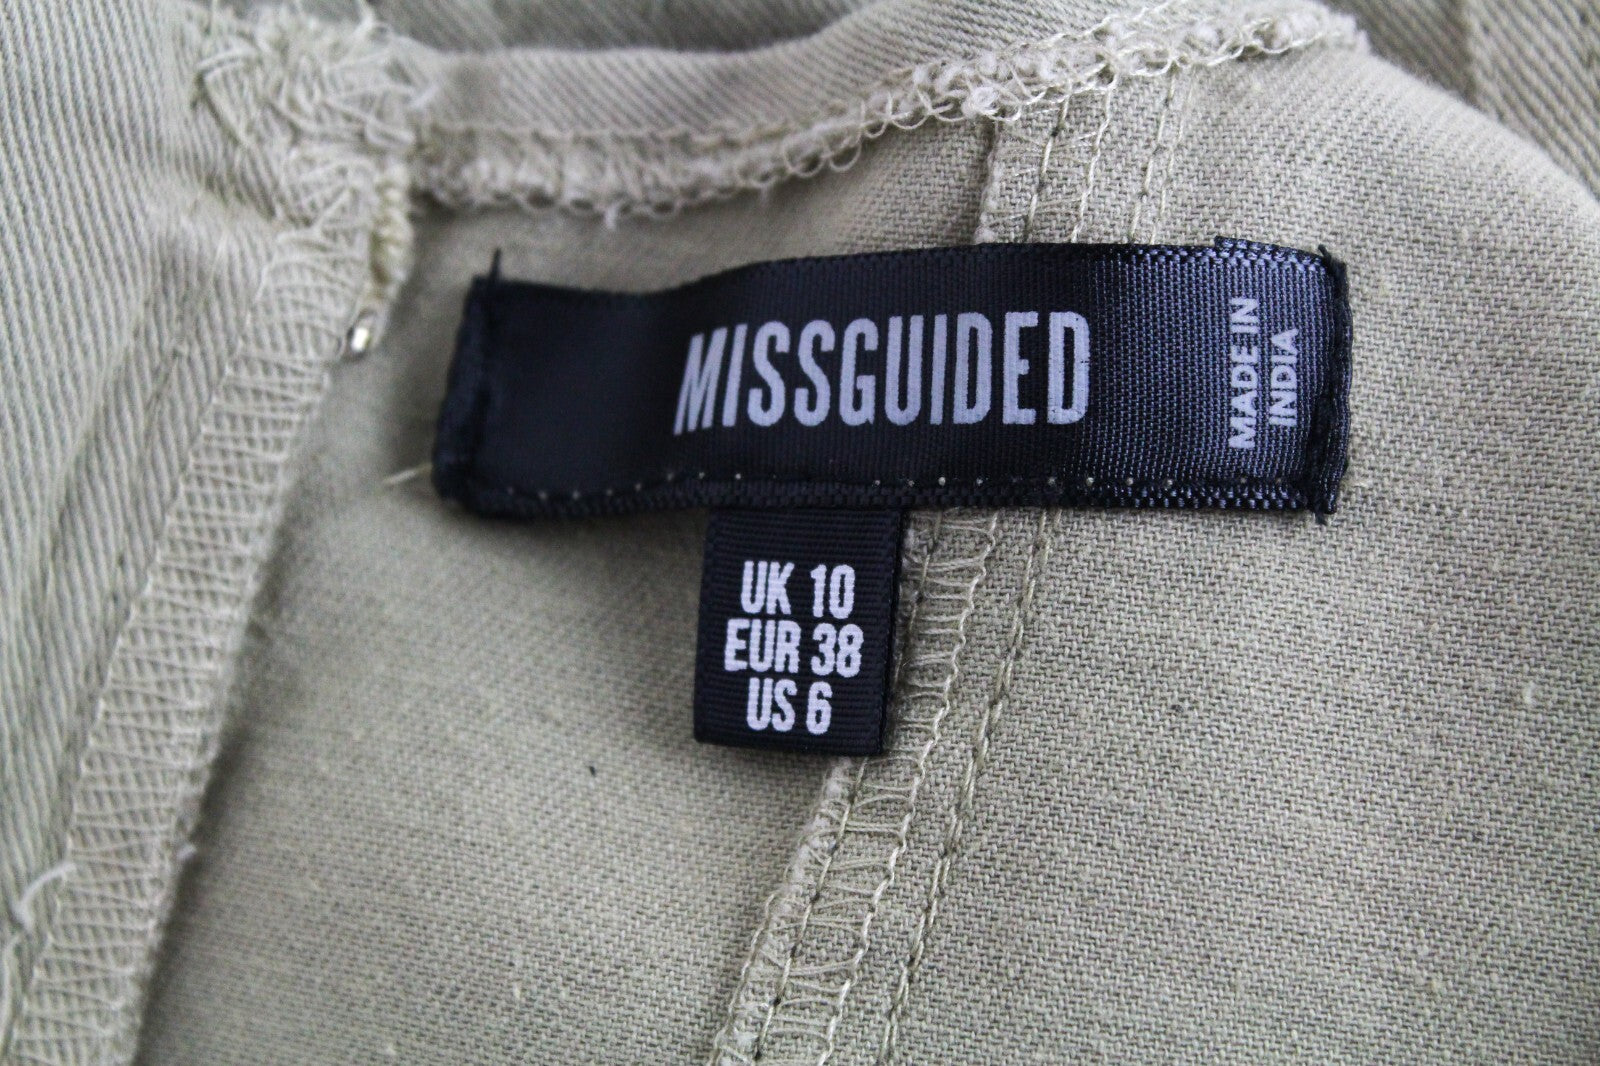 MISSGUIDED
MADE IN
INDIA
UK 10
EUR 38
US 6